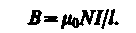 B = μ₀NI/l.